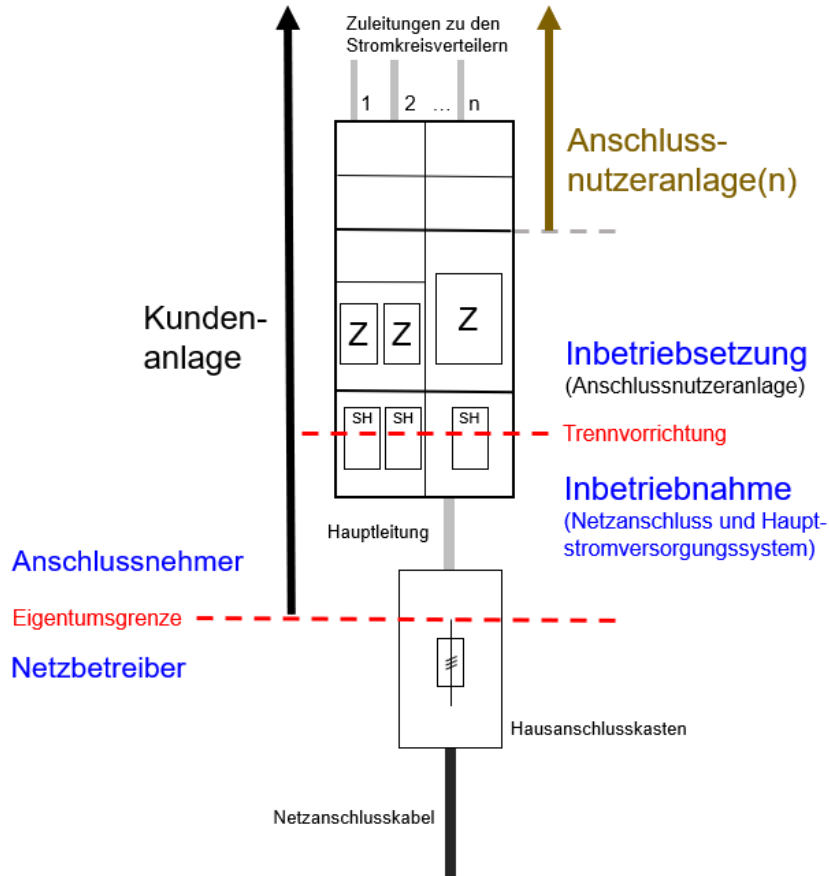 Zuleitungen zu den
Stromkreisverteilern
1 2 ... n
Anschluss-
nutzeranlage(n)
Kunden-
anlage
Z Z Z
Inbetriebsetzung
(Anschlussnutzeranlage)
SH SH SH
Trennvorrichtung
Inbetriebnahme
(Netzanschluss und Haupt-
stromversorgungssystem)
Hauptleitung
Anschlussnehmer
Eigentumsgrenze
Netzbetreiber
Hausanschlusskasten
Netzanschlusskabel